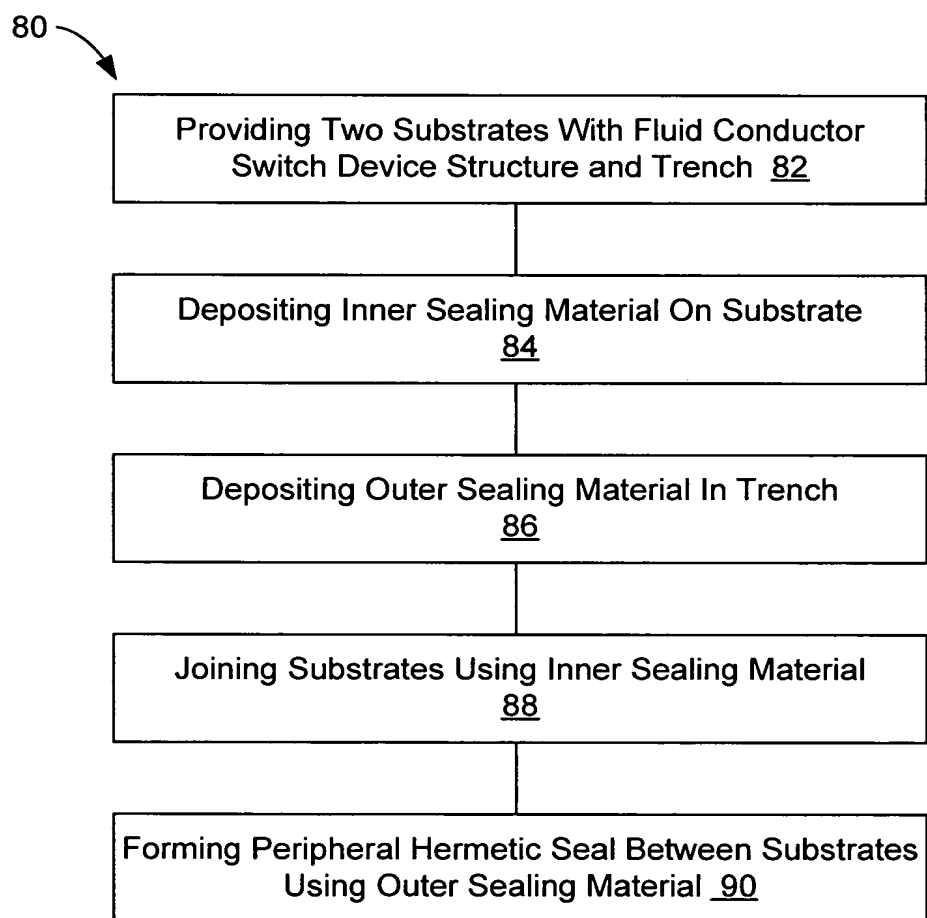 80
Providing Two Substrates With Fluid Conductor
Switch Device Structure and Trench 82
Depositing Inner Sealing Material On Substrate
84
Depositing Outer Sealing Material In Trench
86
Joining Substrates Using Inner Sealing Material
88
Forming Peripheral Hermetic Seal Between Substrates
Using Outer Sealing Material 90